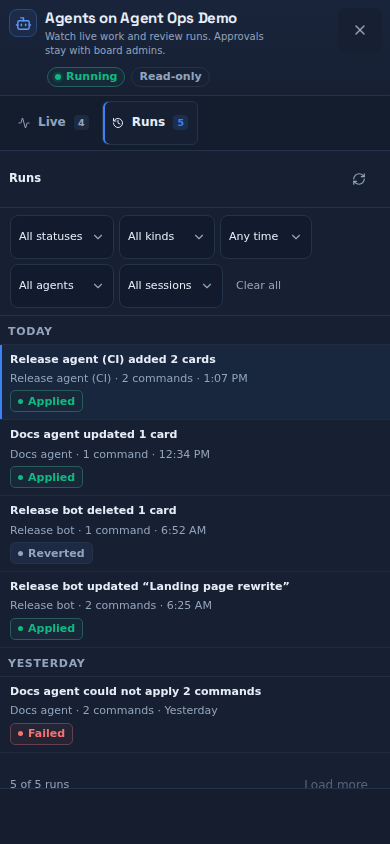 Agents on Agent Ops Demo
Watch live work and review runs. Approvals
stay with board admins.
Running
Read-only
Live 4
Runs 5
Runs
All statuses
All kinds
Any time
All agents
All sessions
Clear all
TODAY
Release agent (CI) added 2 cards
Release agent (CI) · 2 commands · 1:07 PM
Applied
Docs agent updated 1 card
Docs agent · 1 command · 12:34 PM
Applied
Release bot deleted 1 card
Release bot · 1 command · 6:52 AM
Reverted
Release bot updated “Landing page rewrite”
Release bot · 2 commands · 6:25 AM
Applied
YESTERDAY
Docs agent could not apply 2 commands
Docs agent · 2 commands · Yesterday
Failed
5 of 5 runs
Load more